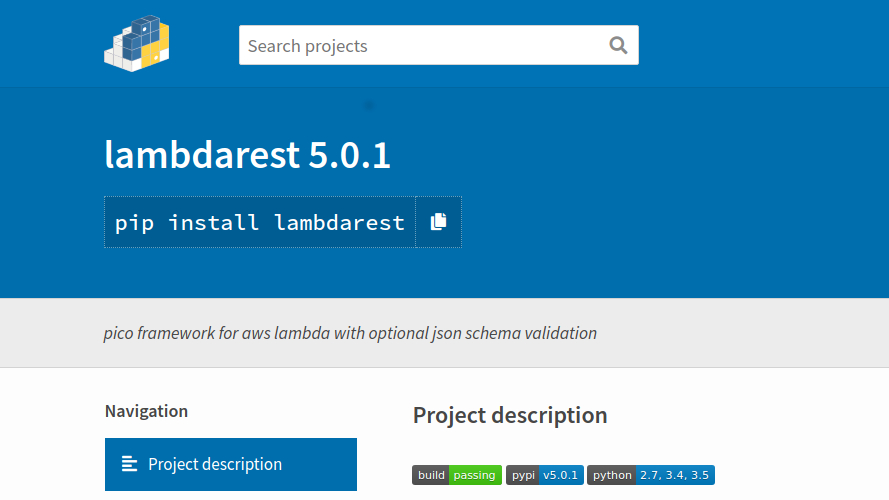 Search projects
lambdarest 5.0.1
pip install lambdarest
pico framework for aws lambda with optional json schema validation
Navigation
Project description
Project description
build passing pypi v5.0.1 python 2.7, 3.4, 3.5